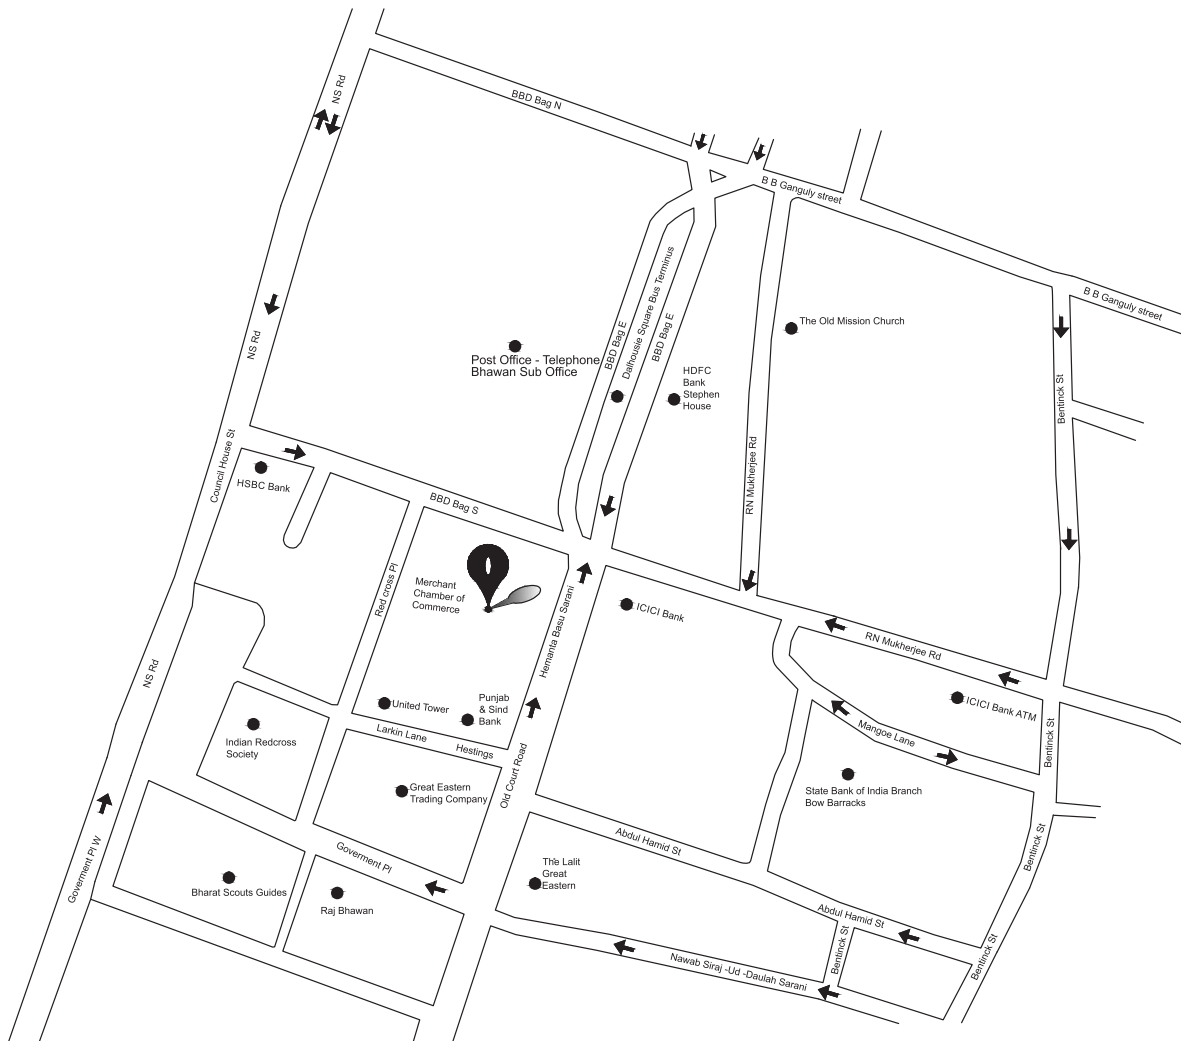 NS Rd
BBD Bag N
B B Ganguly street
B B Ganguly street
Dalhousie Square Bus Terminus
BBD Bag E
BBD Bag E
The Old Mission Church
NS Rd
Post Office - Telephone
Bhawan Sub Office
HDFC
Bank
Stephen
House
Bentinck St
Council House St
HSBC Bank
BBD Bag S
RN Mukherjee Rd
Red cross Pl
Merchant
Chamber of
Commerce
Hemanta Basu Sarani
ICICI Bank
RN Mukherjee Rd
NS Rd
United Tower
Punjab
& Sind
Bank
ICICI Bank ATM
Mangoe Lane
Bentinck St
Indian Redcross
Society
Larkin Lane
Hestings
Old Court Road
Great Eastern
Trading Company
State Bank of India Branch
Bow Barracks
Abdul Hamid St
Bentinck St
Goverment Pl W
Goverment Pl
The Lalit
Great
Eastern
Bharat Scouts Guides
Raj Bhawan
Abdul Hamid St
Bentinck St
Bentinck St
Nawab Siraj -Ud -Daulah Sarani